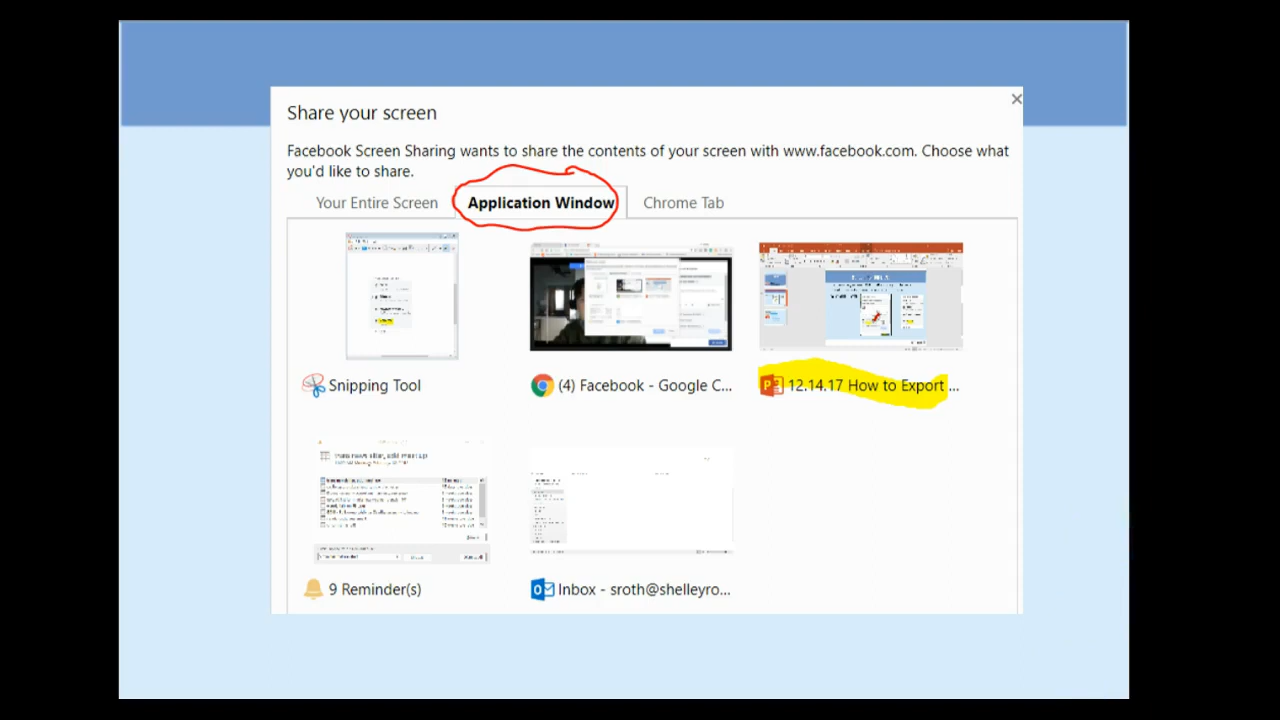 Share your screen
Facebook Screen Sharing wants to share the contents of your screen with www.facebook.com. Choose what
you'd like to share.
Your Entire Screen
Application Window
Chrome Tab
Snipping Tool
(4) Facebook - Google C...
12.14.17 How to Export ...
9 Reminder(s)
Inbox - sroth@shelleyro...